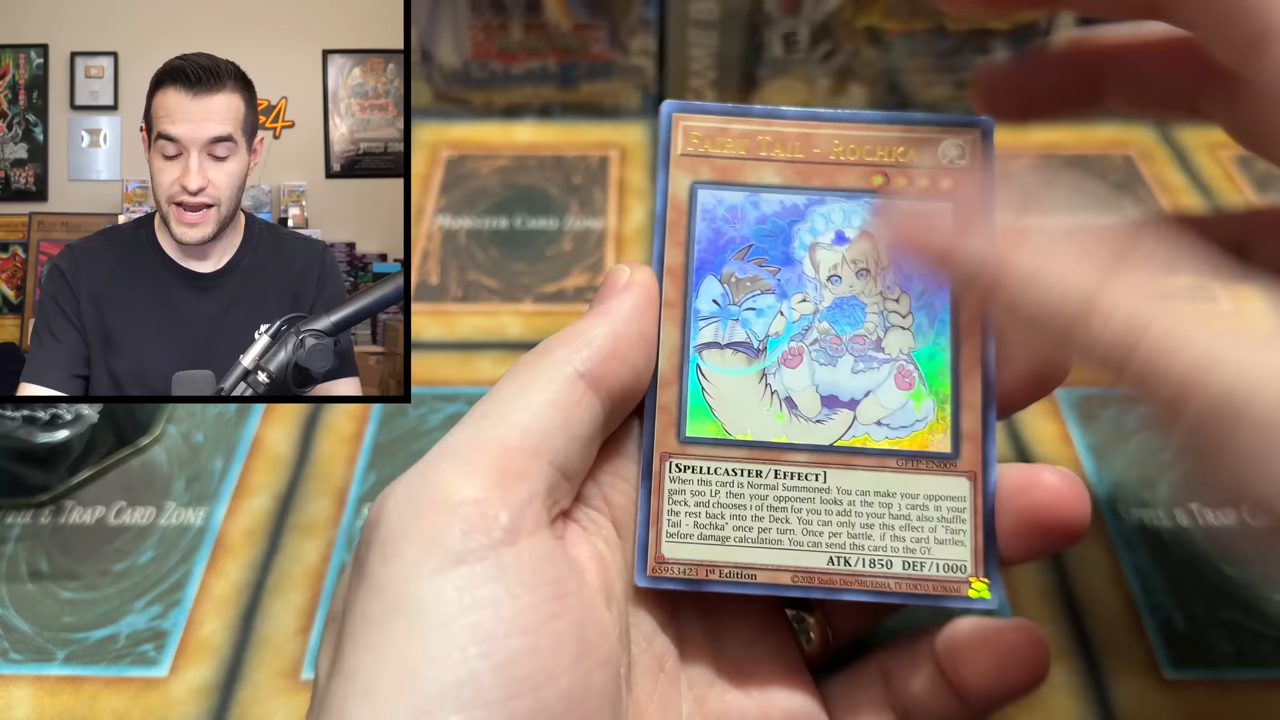 34
MONSTER CARD ZONE
FAIRY TAIL - ROCHKA
GFTP-EN009
[SPELLCASTER/EFFECT]
When this card is Normal Summoned: You can make your opponent
gain 500 LP, then your opponent looks at the top 3 cards in your
Deck, and chooses 1 of them for you to add to your hand, also shuffle
the rest back into the Deck. You can only use this effect of "Fairy
Tail - Rochka" once per turn. Once per battle, if this card battles,
before damage calculation: You can send this card to the GY.
ATK/1850 DEF/1000
65953423 1st Edition ©2020 Studio Dice/SHUEISHA, TV TOKYO, KONAMI
SPELL & TRAP CARD ZONE
SPELL & TRAP C